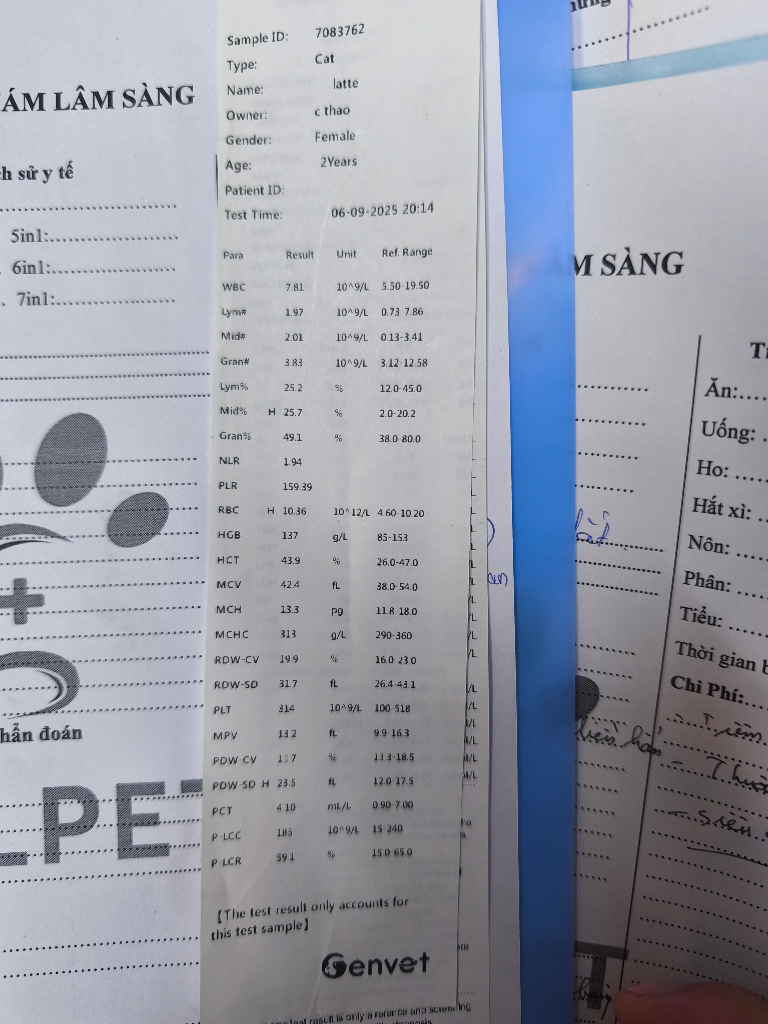 Sample ID: 7083762
Type: Cat
Name: latte
Owner: c thao
Gender: Female
Age: 2Years
Patient ID:
Test Time: 06-09-2025 20:14
Para Result Unit Ref. Range
WBC 7.81 10^9/L 5.50-19.50
Lym# 1.97 10^9/L 0.73-7.86
Mid# 2.01 10^9/L 0.13-3.41
Gran# 3.83 10^9/L 3.12-12.58
Lym% 25.2 % 12.0-45.0
Mid% H 25.7 % 2.0-20.2
Gran% 49.1 % 38.0-80.0
NLR 1.94
PLR 159.39
RBC H 10.36 10^12/L 4.60-10.20
HGB 137 g/L 85-153
HCT 43.9 % 26.0-47.0
MCV 42.4 fL 38.0-54.0
MCH 13.3 pg 11.8-18.0
MCHC 313 g/L 290-360
RDW-CV 19.9 % 16.0-23.0
RDW-SD 31.7 fL 26.4-43.1
PLT 314 10^9/L 100-518
MPV 13.2 fL 9.9-16.3
PDW-CV % 13.3-18.5
PDW-SD H 23.5 fL 12.0-17.5
PCT 4.10 mL/L 0.90-7.00
P-LCC 185 10^9/L 15-240
P-LCR 59.1 % 15.0-65.0
【The test result only accounts for
this test sample】
Genvet
ÁM LÂM SÀNG
sử y tế
5in1:
6in1:
7in1:
+
PET
M SÀNG
Ăn:
Uống:
Ho:
Hắt xì:
Nôn:
Phân:
Tiểu:
Thời gian
Chi Phí: